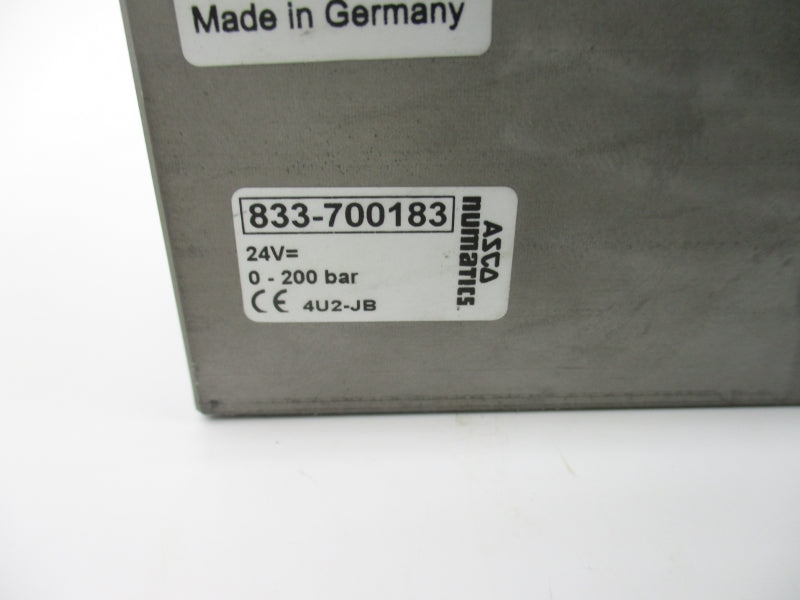 Made in Germany
833-700183
24V=
0 - 200 bar
CE 4U2-JB
ASCO
numatics